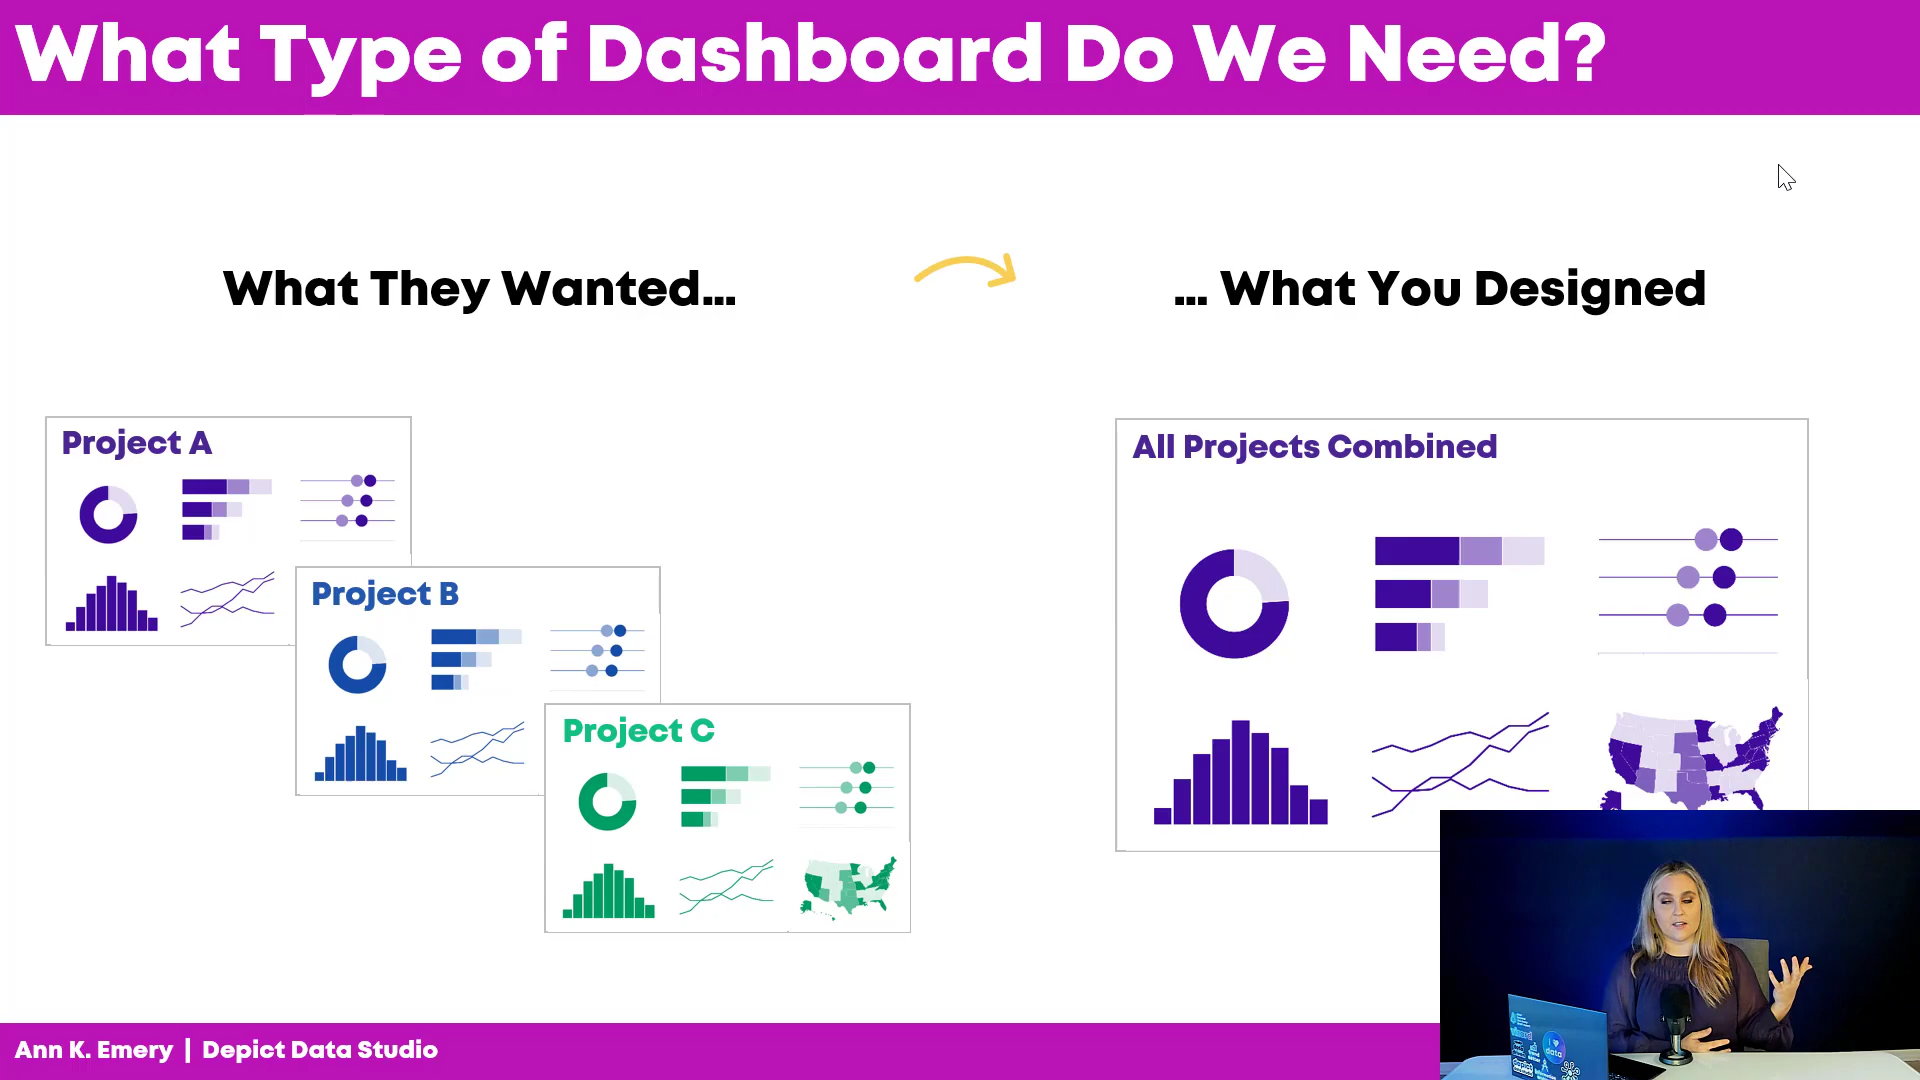 What Type of Dashboard Do We Need?
What They Wanted...
... What You Designed
Project A
Project B
Project C
All Projects Combined
Ann K. Emery | Depict Data Studio
data